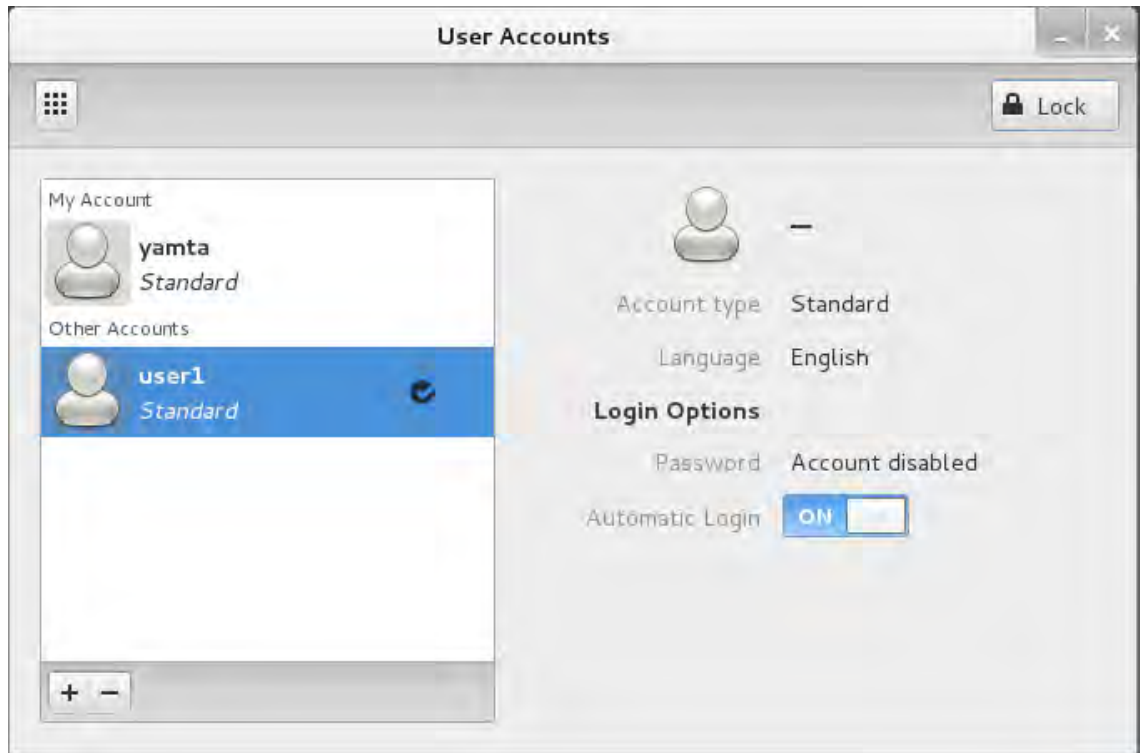 User Accounts
Lock
My Account
yamta
Standard
Other Accounts
user1
Standard
–
Account type Standard
Language English
Login Options
Password Account disabled
Automatic Login ON
+ –